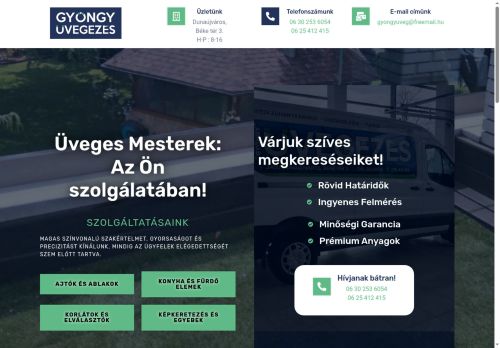 GYÖNGY
ÜVEGEZÉS
Üzletünk
Dunaújváros,
Béke tér 3.
H-P : 8-16
Telefonszámunk
06 30 253 6054
06 25 412 415
E-mail címünk
gyongyuveg@freemail.hu
Üveges Mesterek:
Az Ön
szolgálatában!
SZOLGÁLTATÁSAINK
MAGAS SZÍNVONALÚ SZAKÉRTELMET, GYORSASÁGOT ÉS
PRECIZITÁST KÍNÁLUNK, MINDIG AZ ÜGYFELEK ELÉGEDETTSÉGÉT
SZEM ELŐTT TARTVA.
AJTÓK ÉS ABLAKOK
KONYHA ÉS FÜRDŐ
ELEMEK
KORLÁTOK ÉS
ELVÁLASZTÓK
KÉPKERETEZÉS ÉS
EGYEBEK
Várjuk szíves
megkereséseiket!
Rövid Határidők
Ingyenes Felmérés
Minőségi Garancia
Prémium Anyagok
Hívjanak bátran!
06 30 253 6054
06 25 412 415